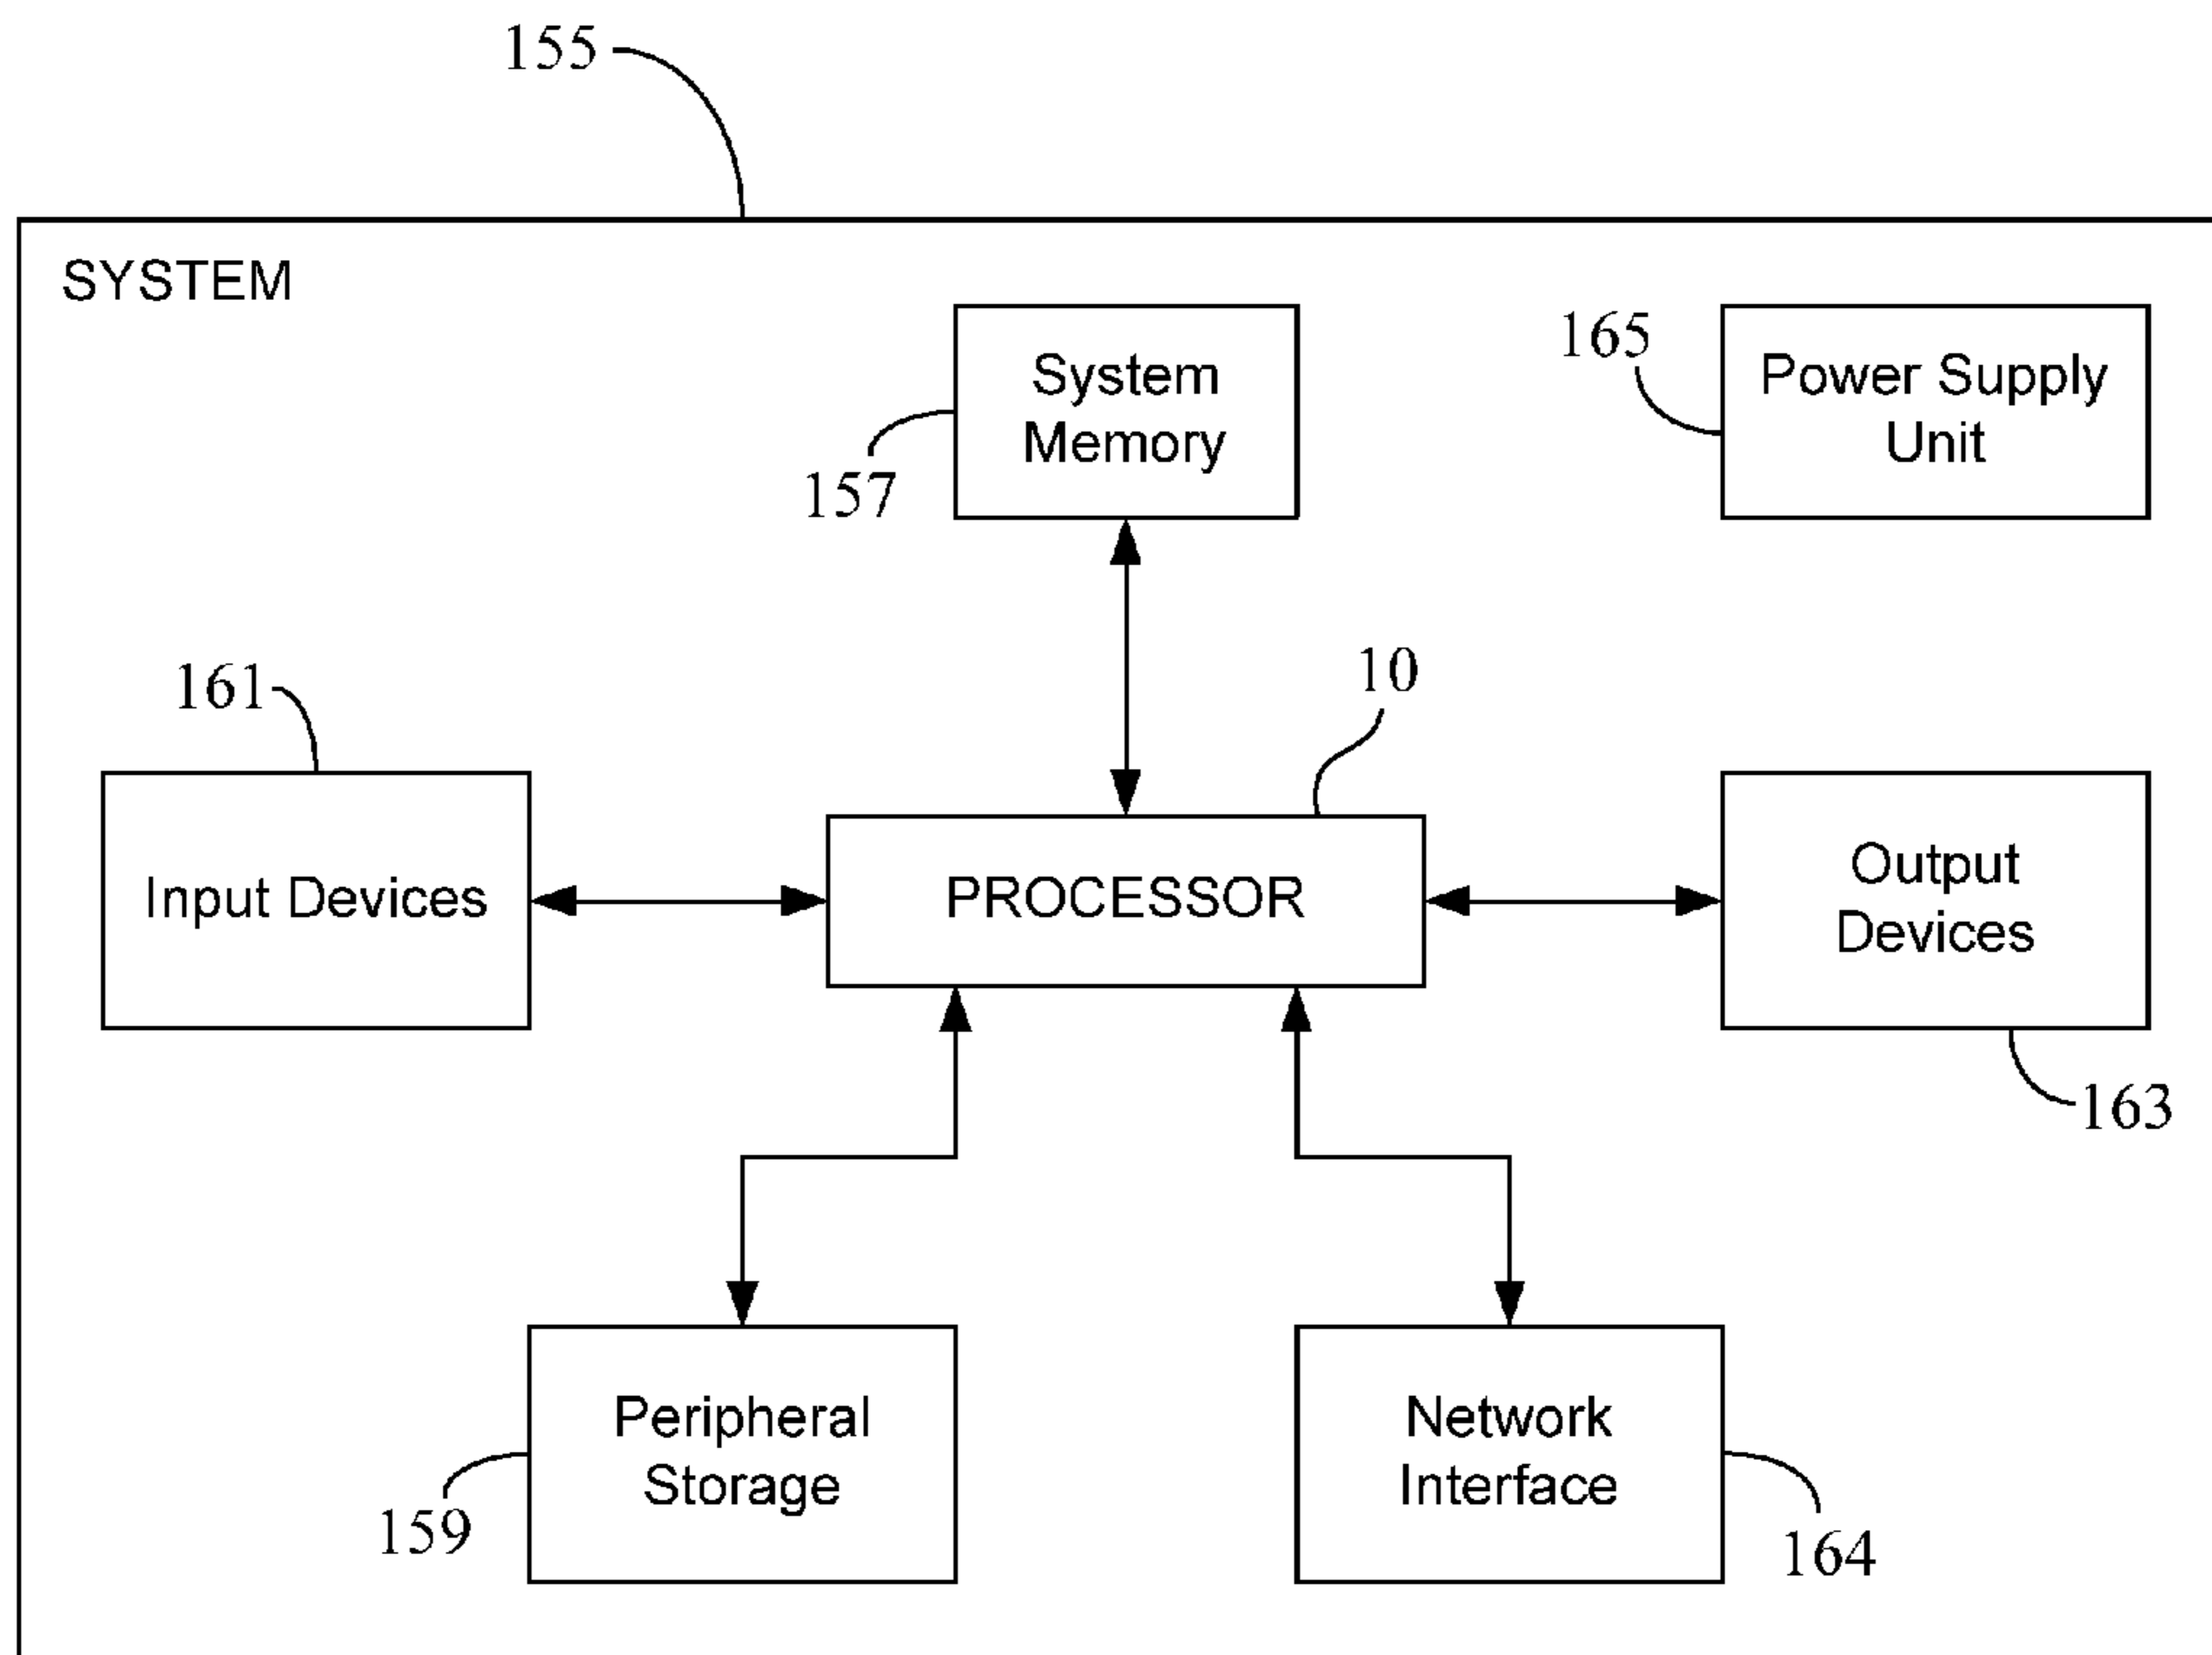 155
SYSTEM
System
Memory
157
165
Power Supply
Unit
161
10
Input Devices
PROCESSOR
Output
Devices
163
Peripheral
Storage
159
Network
Interface
164